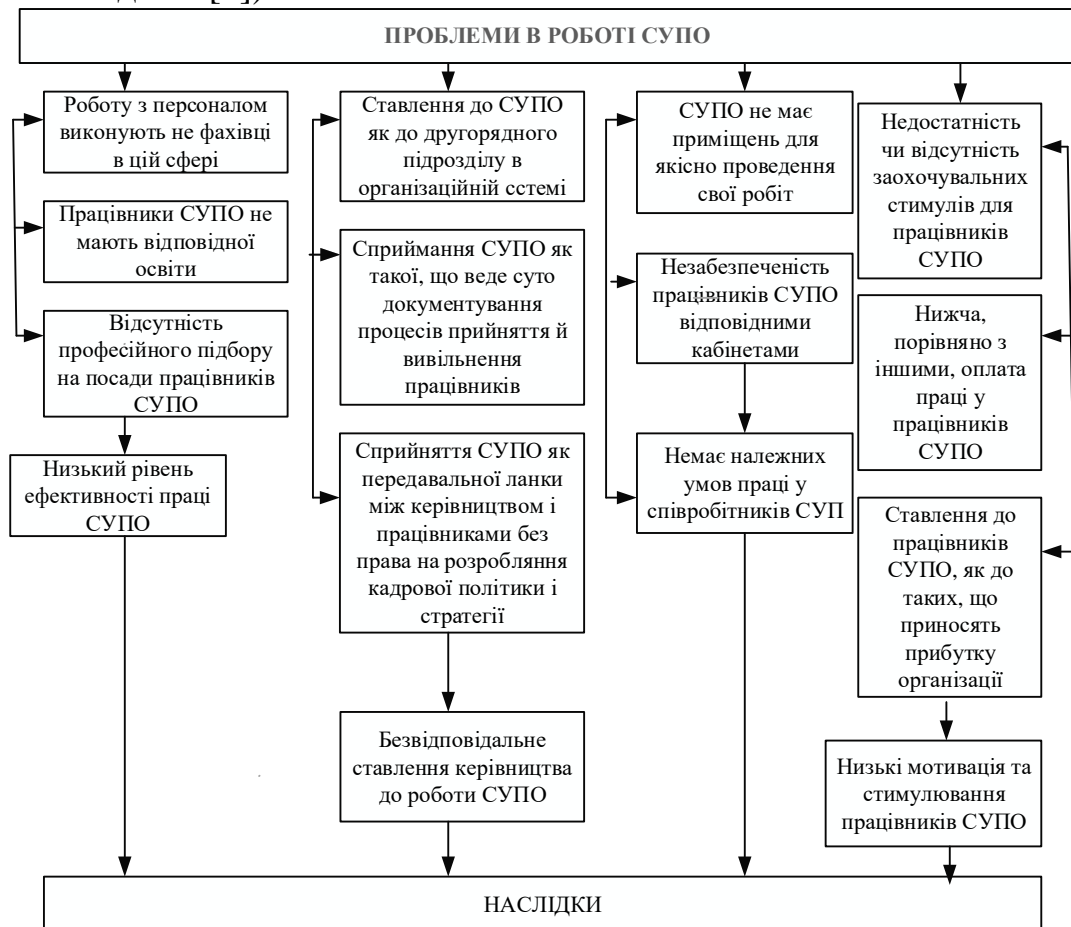 ПРОБЛЕМИ В РОБОТІ СУПО
Роботу з персоналом
виконують не фахівці
в цій сфері
Працівники СУПО не
мають відповідної
освіти
Відсутність
професійного підбору
на посади працівників
СУПО
Низький рівень
ефективності праці
СУПО
Ставлення до СУПО
як до другорядного
підрозділу в
організаційній сстемі
Сприймання СУПО як
такої, що веде суто
документування
процесів прийняття й
вивільнення
працівників
Сприйняття СУПО як
передавальної ланки
між керівництвом і
працівниками без
права на розробляння
кадрової політики і
стратегії
Безвідповідальне
ставлення керівництва
до роботи СУПО
СУПО не має
приміщень для
якісно проведення
свої робіт
Незабезпеченість
працівників СУПО
відповідними
кабінетами
Немає належних
умов праці у
співробітників СУП
Недостатність
чи відсутність
заохочувальних
стимулів для
працівників
СУПО
Нижча,
порівняно з
іншими, оплата
праці у
працівників
СУПО
Ставлення до
працівників
СУПО, як до
таких, що
приносять
прибутку
організації
Низькі мотивація та
стимулювання
працівників СУПО
НАСЛІДКИ